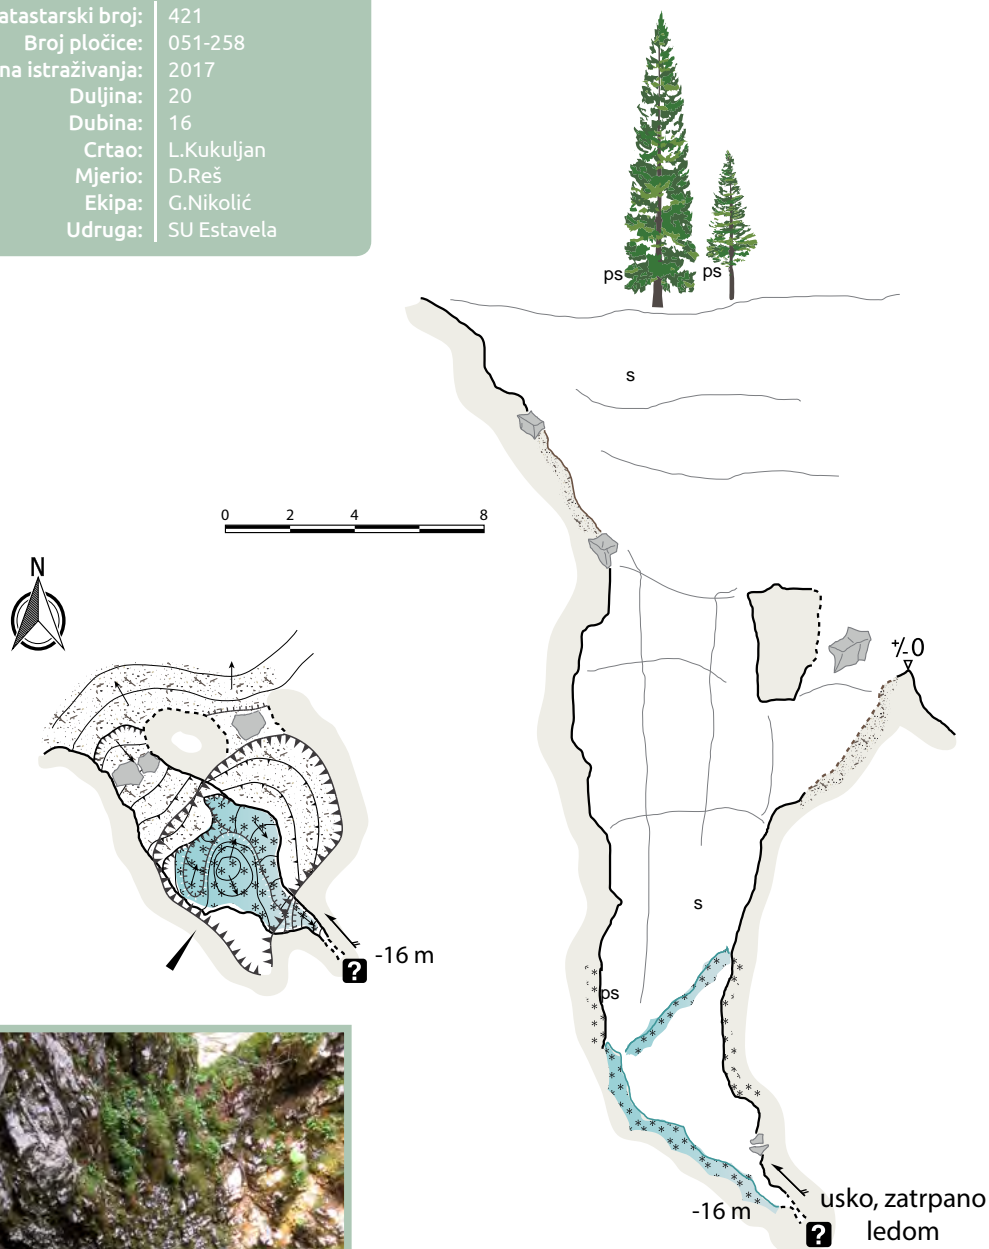 atastarski broj: 421
Broj pločice: 051-258
na istraživanja: 2017
Duljina: 20
Dubina: 16
Crtao: L.Kukuljan
Mjerio: D.Reš
Ekipa: G.Nikolić
Udruga: SU Estavela
ps ps
s
0 2 4 8
N
+/-0
s
-16 m
?
ps
-16 m
usko, zatrpano
ledom
?